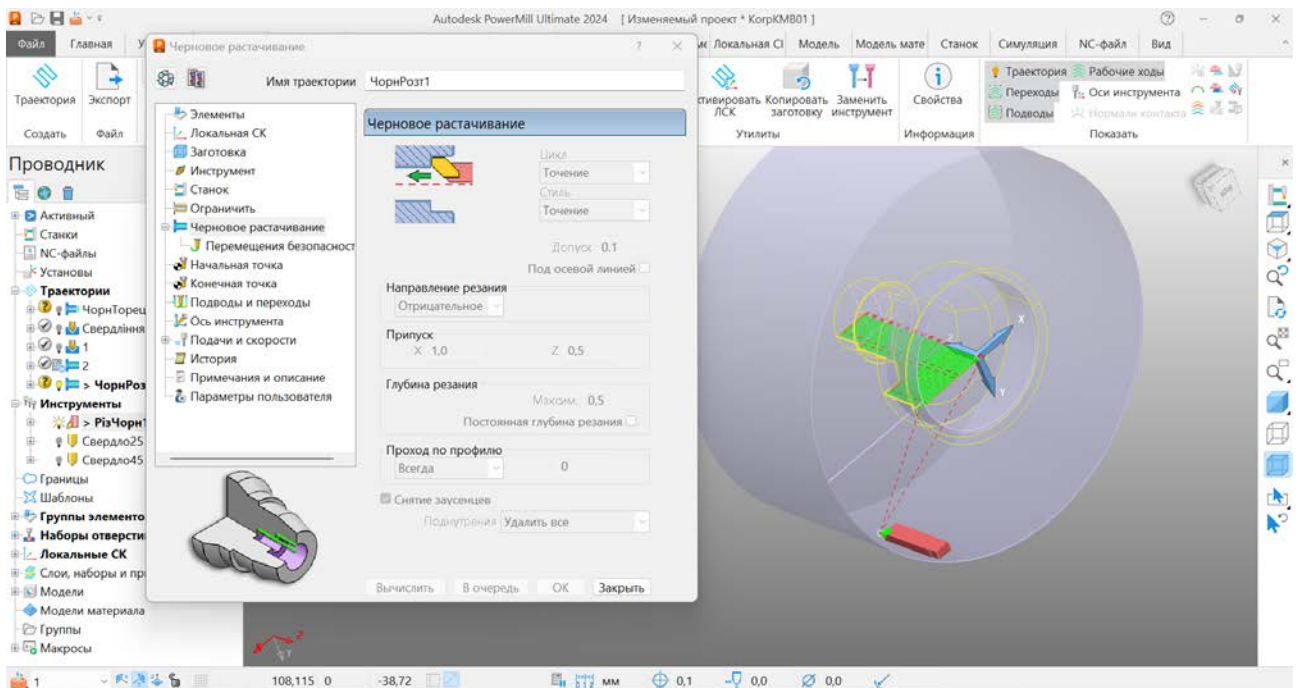 Autodesk PowerMill Ultimate 2024 [ Изменяемый проект * KorpKMB01 ]
Файл Главная
Локальная СІ Модель Модель мате Станок Симуляция NC-файл Вид
Траектория Экспорт
Создать Файл
ЛСК
Копировать заготовку
Заменить инструмент
Утилиты
Свойства
Информация
Траектория Рабочие ходы
Переходы Оси инструмента
Подводы Нормали контакта
Показать
Проводник
Активный
Станки
NC-файлы
Установы
Траектории
ЧорнТорец
Свердління
1
2
> ЧорнРоз
Инструменты
> РізЧорн1
Свердло25
Свердло45
Границы
Шаблоны
Группы элементо
Наборы отверсти
Локальные СК
Слои, наборы и пр
Модели
Модели материала
Группы
Макросы
Черновое растачивание
Имя траектории ЧорнРозт1
Элементы
Локальная СК
Заготовка
Инструмент
Станок
Ограничить
Черновое растачивание
Перемещения безопасност
Начальная точка
Конечная точка
Подводы и переходы
Ось инструмента
Подачи и скорости
История
Примечания и описание
Параметры пользователя
Черновое растачивание
Цикл
Точение
Стиль
Точение
Допуск 0.1
Под осевой линией
Направление резания
Отрицательное
Припуск
X 1,0 Z 0,5
Глубина резания
Максим. 0,5
Постоянная глубина резания
Проход по профилю
Всегда 0
Снятие заусенцев
Поднутрения Удалить все
Вычислить В очередь ОК Закрыть
X
Y
X Z
Y
1 108,115 0 -38,72 мм 0,1 0,0 0,0